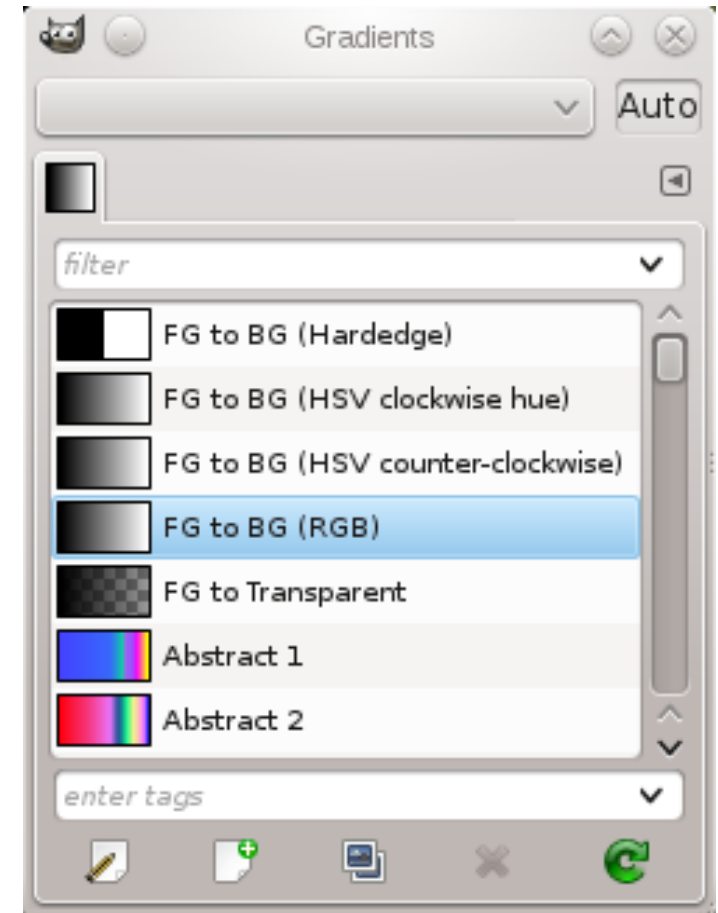 Gradients
Auto
filter
FG to BG (Hardedge)
FG to BG (HSV clockwise hue)
FG to BG (HSV counter-clockwise)
FG to BG (RGB)
FG to Transparent
Abstract 1
Abstract 2
enter tags